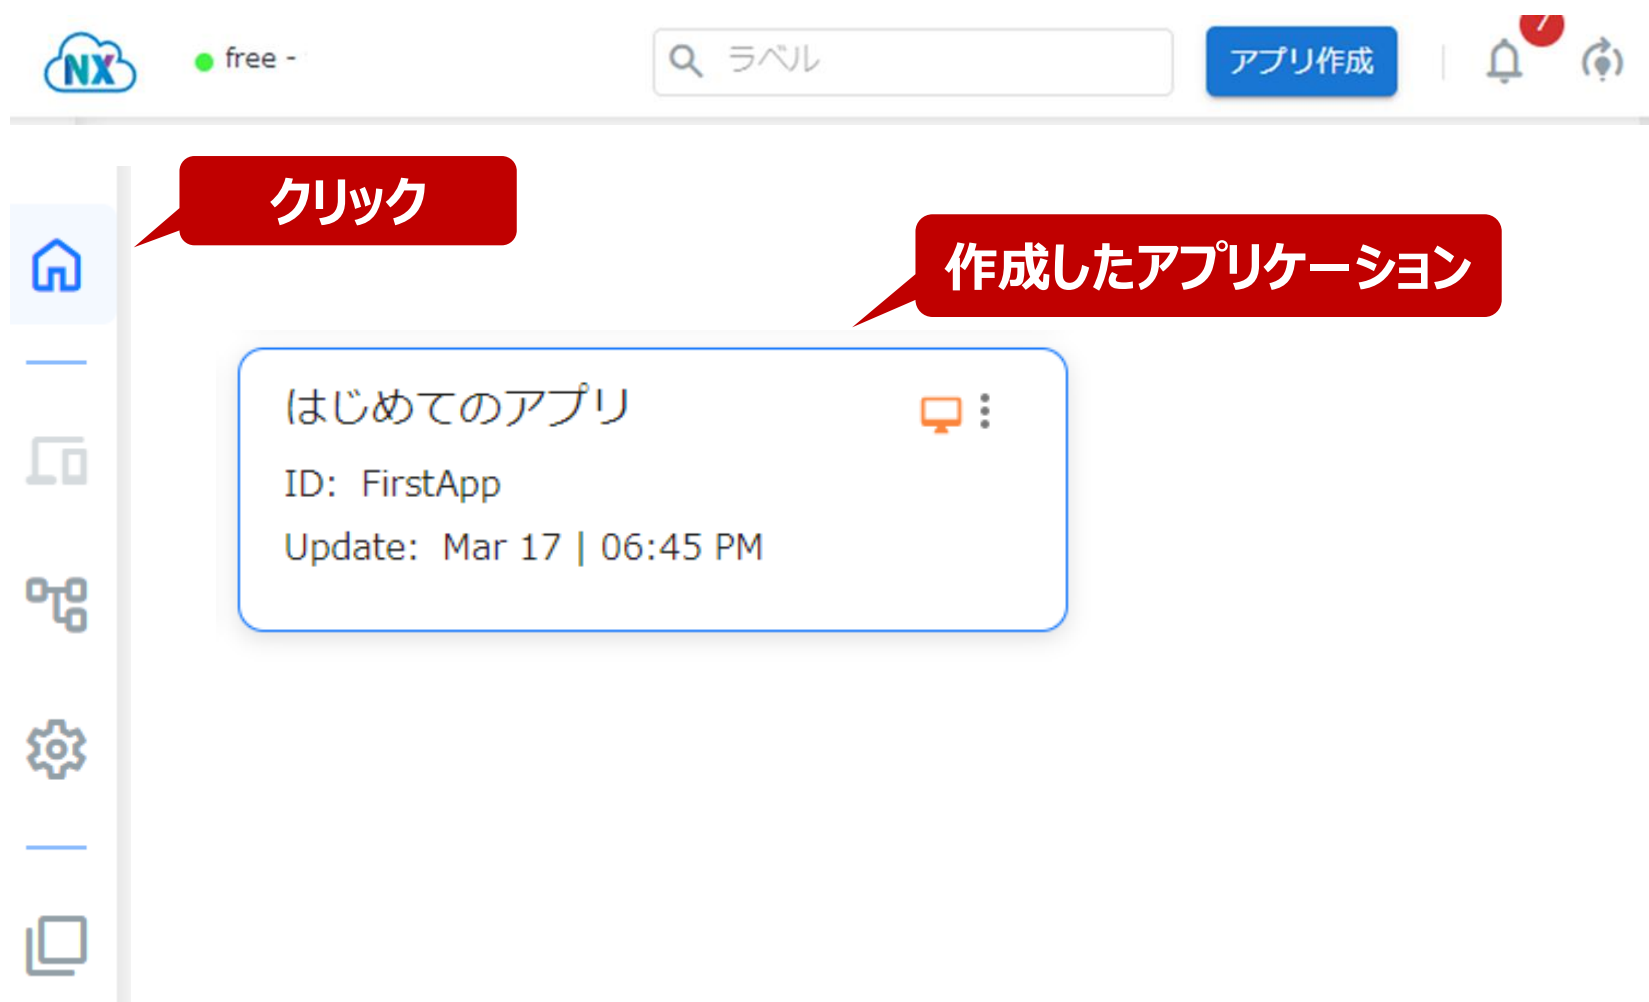 NX
free -
ラベル
アプリ作成
7
クリック
作成したアプリケーション
はじめてのアプリ
ID: FirstApp
Update: Mar 17 | 06:45 PM